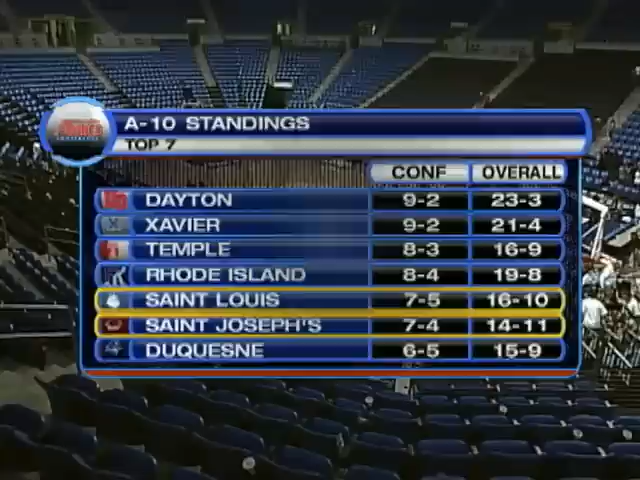 A-10 STANDINGS
TOP 7
CONF OVERALL
DAYTON 9-2 23-3
XAVIER 9-2 21-4
TEMPLE 8-3 16-9
RHODE ISLAND 8-4 19-8
SAINT LOUIS 7-5 16-10
SAINT JOSEPH'S 7-4 14-11
DUQUESNE 6-5 15-9